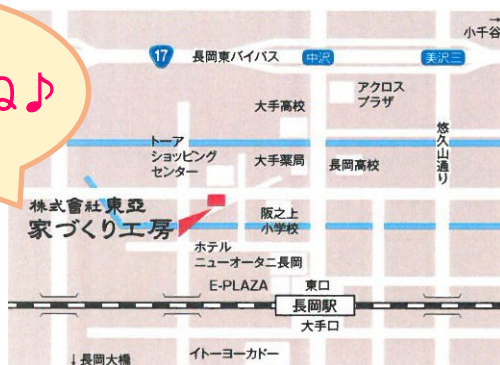 小千谷
17
長岡東バイパス
中沢
美沢三
ね♪
アクロス
プラザ
大手高校
悠久山通り
トーア
ショッピング
センター
大手薬局
長岡高校
株式會社東亞
家づくり工房
阪之上
小学校
ホテル
ニューオータニ長岡
E-PLAZA
東口
長岡駅
大手口
↓長岡大橋
イトーヨーカドー